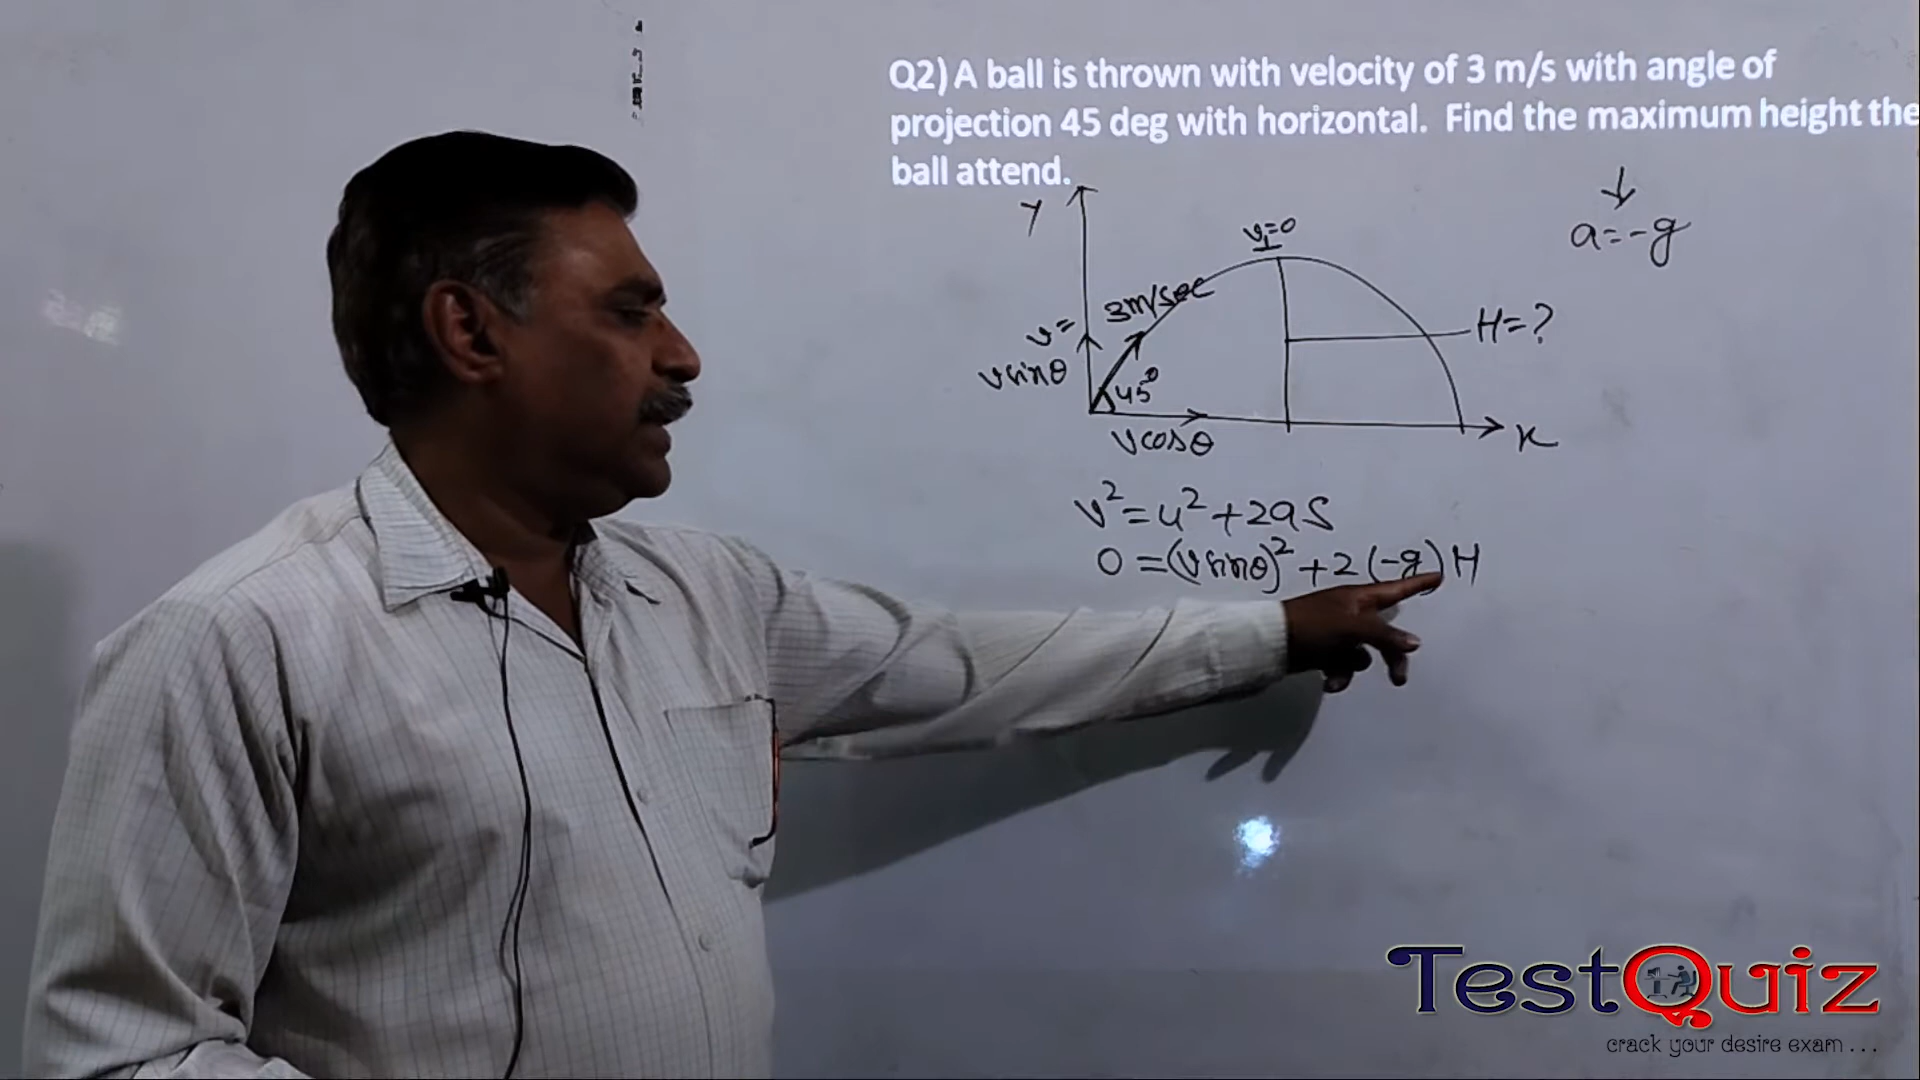 Q2) A ball is thrown with velocity of 3 m/s with angle of
projection 45 deg with horizontal. Find the maximum height the
ball attend.
↓
a=-g
Y
v⊥=0
3m/sec
H=?
v=
vsinθ
45°
vcosθ
x
v²=u²+2aS
0=(vsinθ)²+2(-g)H
TestQuiz
crack your desire exam...